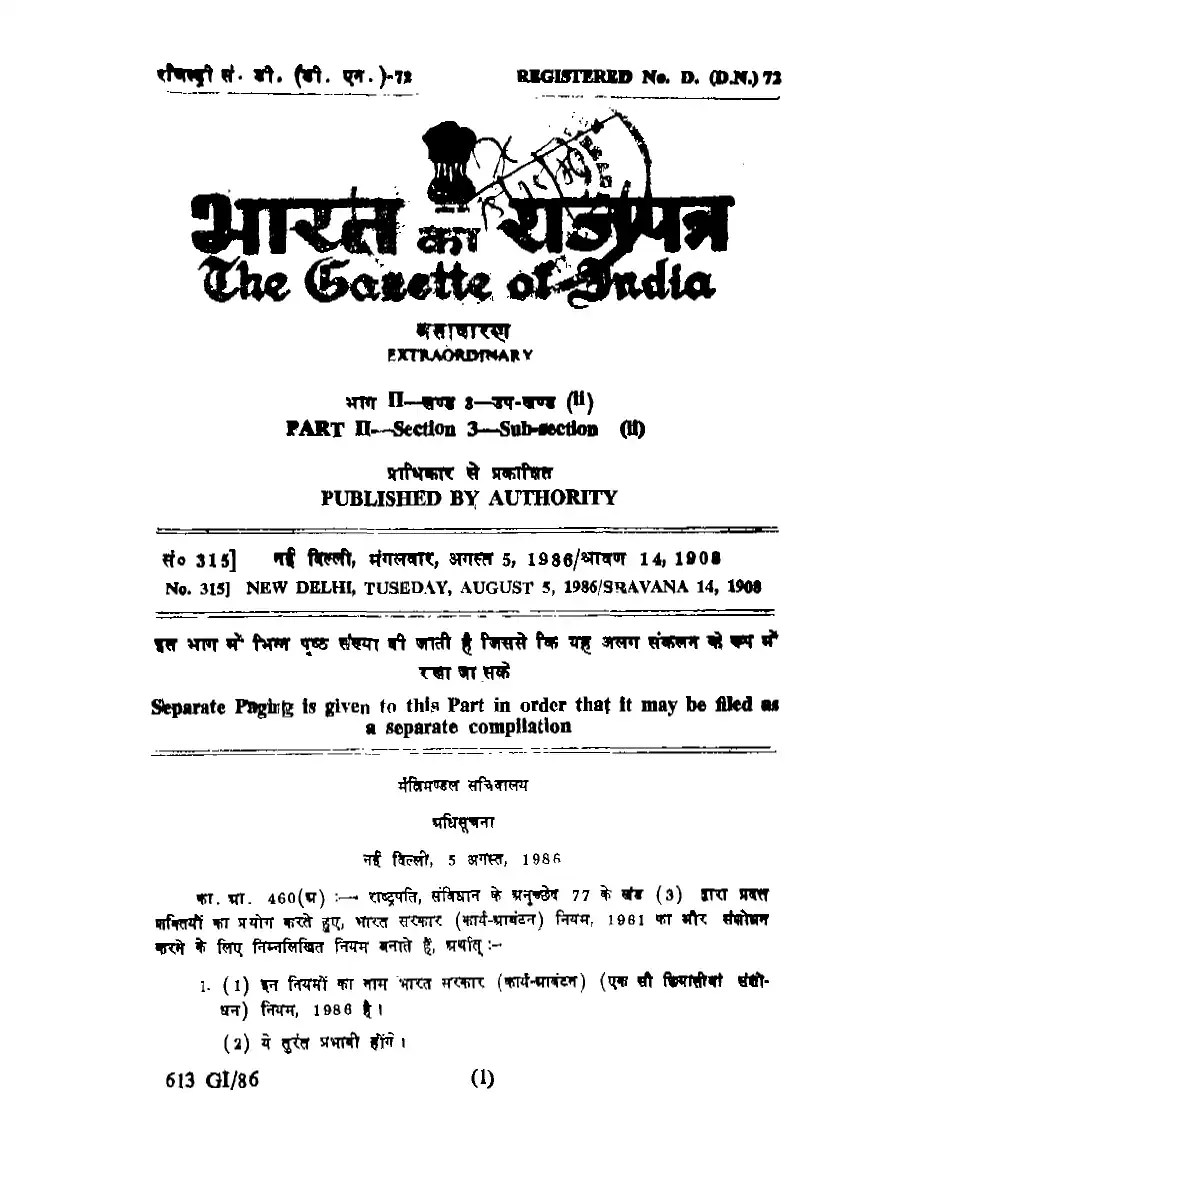 रजिस्ट्री सं. डी. (डी. एन.)-72
REGISTERED No. D. (D.N.) 72
भारत का राजपत्र
The Gazette of India
असाधारण
EXTRAORDINARY
भाग II—खण्ड 3—उप-खण्ड (ii)
PART II—Section 3—Sub-section (ii)
प्राधिकार से प्रकाशित
PUBLISHED BY AUTHORITY
सं० 315] नई दिल्ली, मंगलवार, अगस्त 5, 1986/श्रावण 14, 1908
No. 315] NEW DELHI, TUSEDAY, AUGUST 5, 1986/SRAVANA 14, 1908
इस भाग में भिन्न पृष्ठ संख्या दी जाती है जिससे कि यह अलग संकलन के रूप में
रखा जा सके
Separate Paging is given to this Part in order that it may be filed as
a separate compilation
मंत्रिमण्डल सचिवालय
अधिसूचना
नई दिल्ली, 5 अगस्त, 1986
का. आ. 460(अ) :— राष्ट्रपति, संविधान के अनुच्छेद 77 के खंड (3) द्वारा प्रदत्त
शक्तियों का प्रयोग करते हुए, भारत सरकार (कार्य-आबंटन) नियम, 1961 का और संशोधन
करने के लिए निम्नलिखित नियम बनाते हैं, अर्थात् :-
1. (1) इन नियमों का नाम भारत सरकार (कार्य-आबंटन) (एक सौ छियासीवां संशो-
धन) नियम, 1986 है।
(2) ये तुरंत प्रभावी होंगे।
613 GI/86
(1)